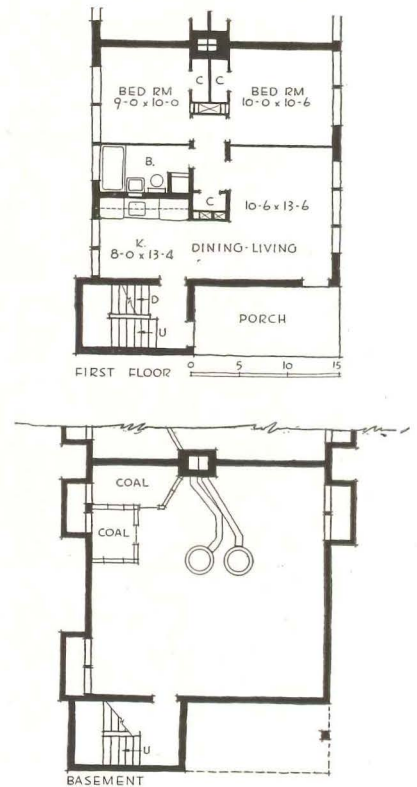 C C
BED RM
9-0 x 10-0
BED RM
10-0 x 10-6
B.
C
10-6 x 13-6
K.
8-0 x 13-4
DINING-LIVING
D
U
PORCH
FIRST FLOOR
0 5 10 15
COAL
COAL
U
BASEMENT